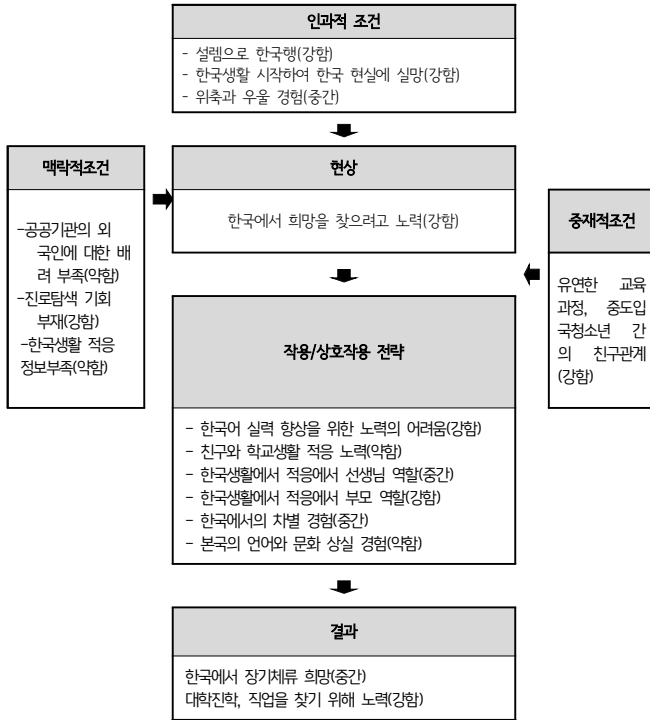 인과적 조건
- 설렘으로 한국행(강함)
- 한국생활 시작하여 한국 현실에 실망(강함)
- 위축과 우울 경험(중간)
맥락적조건
-공공기관의 외
국인에 대한 배
려 부족(약함)
-진로탐색 기회
부재(강함)
-한국생활 적응
정보부족(약함)
현상
한국에서 희망을 찾으려고 노력(강함)
중재적조건
유연한 교육
과정, 중도입
국청소년 간
의 친구관계
(강함)
작용/상호작용 전략
- 한국어 실력 향상을 위한 노력의 어려움(강함)
- 친구와 학교생활 적응 노력(약함)
- 한국생활에서 적응에서 선생님 역할(중간)
- 한국생활에서 적응에서 부모 역할(강함)
- 한국에서의 차별 경험(중간)
- 본국의 언어와 문화 상실 경험(약함)
결과
한국에서 장기체류 희망(중간)
대학진학, 직업을 찾기 위해 노력(강함)